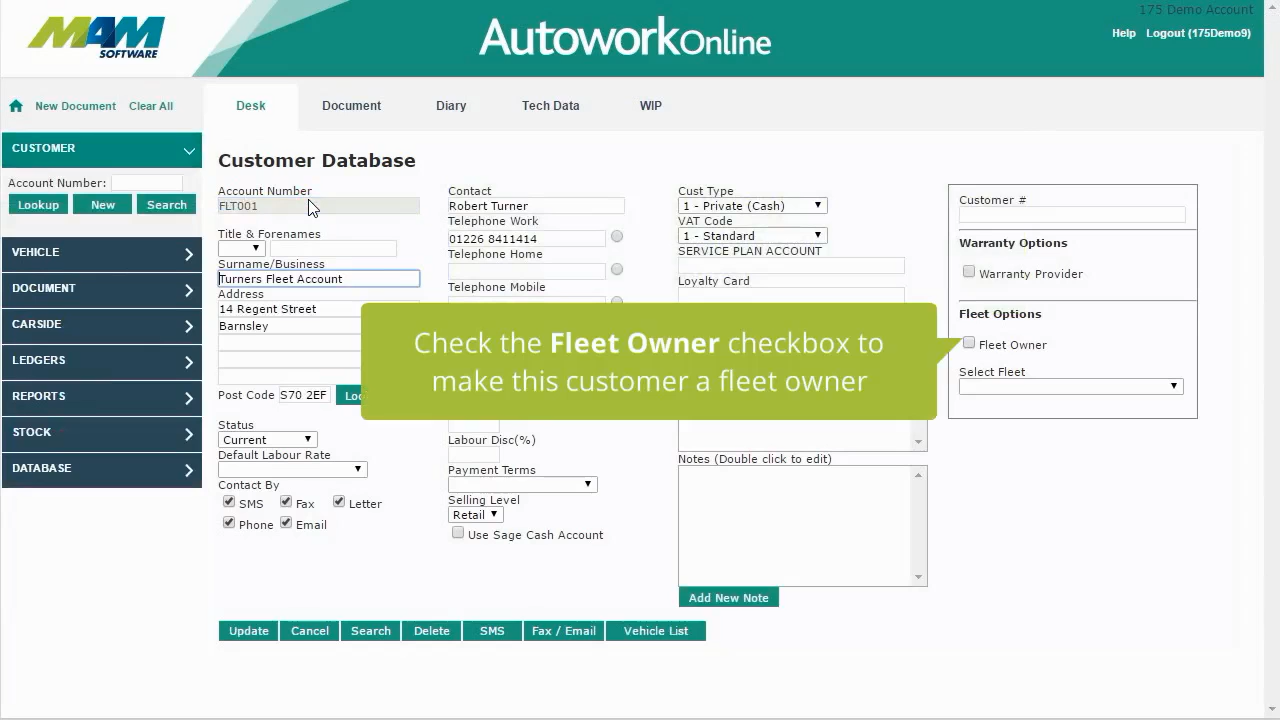 175 Demo Account
MAM
SOFTWARE
AutoworkOnline
Help Logout (175Demo9)
New Document Clear All
Desk Document Diary Tech Data WIP
CUSTOMER
Account Number:
Lookup New Search
VEHICLE
DOCUMENT
CARSIDE
LEDGERS
REPORTS
STOCK
DATABASE
Customer Database
Account Number
FLT001
Title & Forenames
Surname/Business
Turners Fleet Account
Address
14 Regent Street
Barnsley
Post Code S70 2EF
Status
Current
Default Labour Rate
Contact By
SMS Fax Letter
Phone Email
Contact
Robert Turner
Telephone Work
01226 8411414
Telephone Home
Telephone Mobile
Labour Disc(%)
Payment Terms
Selling Level
Retail
Use Sage Cash Account
Cust Type
1 - Private (Cash)
VAT Code
1 - Standard
SERVICE PLAN ACCOUNT
Loyalty Card
Notes (Double click to edit)
Add New Note
Customer #
Warranty Options
Warranty Provider
Fleet Options
Fleet Owner
Select Fleet
Check the Fleet Owner checkbox to
make this customer a fleet owner
Update Cancel Search Delete SMS Fax / Email Vehicle List